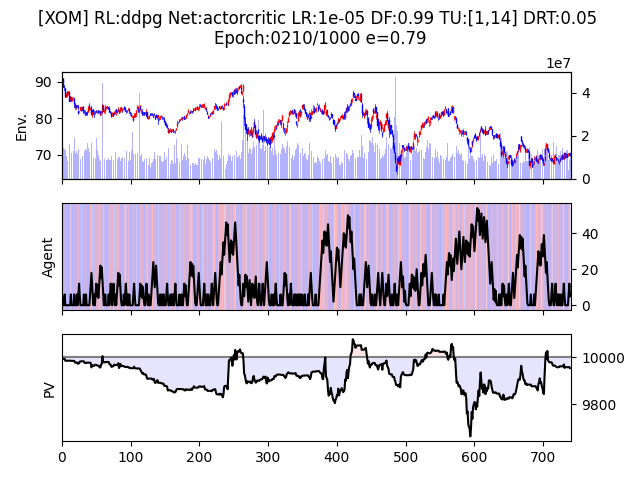 [XOM] RL:ddpg Net:actorcritic LR:1e-05 DF:0.99 TU:[1,14] DRT:0.05
Epoch:0210/1000 e=0.79
1e7
90
80
70
Env.
4
2
0
Agent
40
20
0
PV
10000
9800
0 100 200 300 400 500 600 700